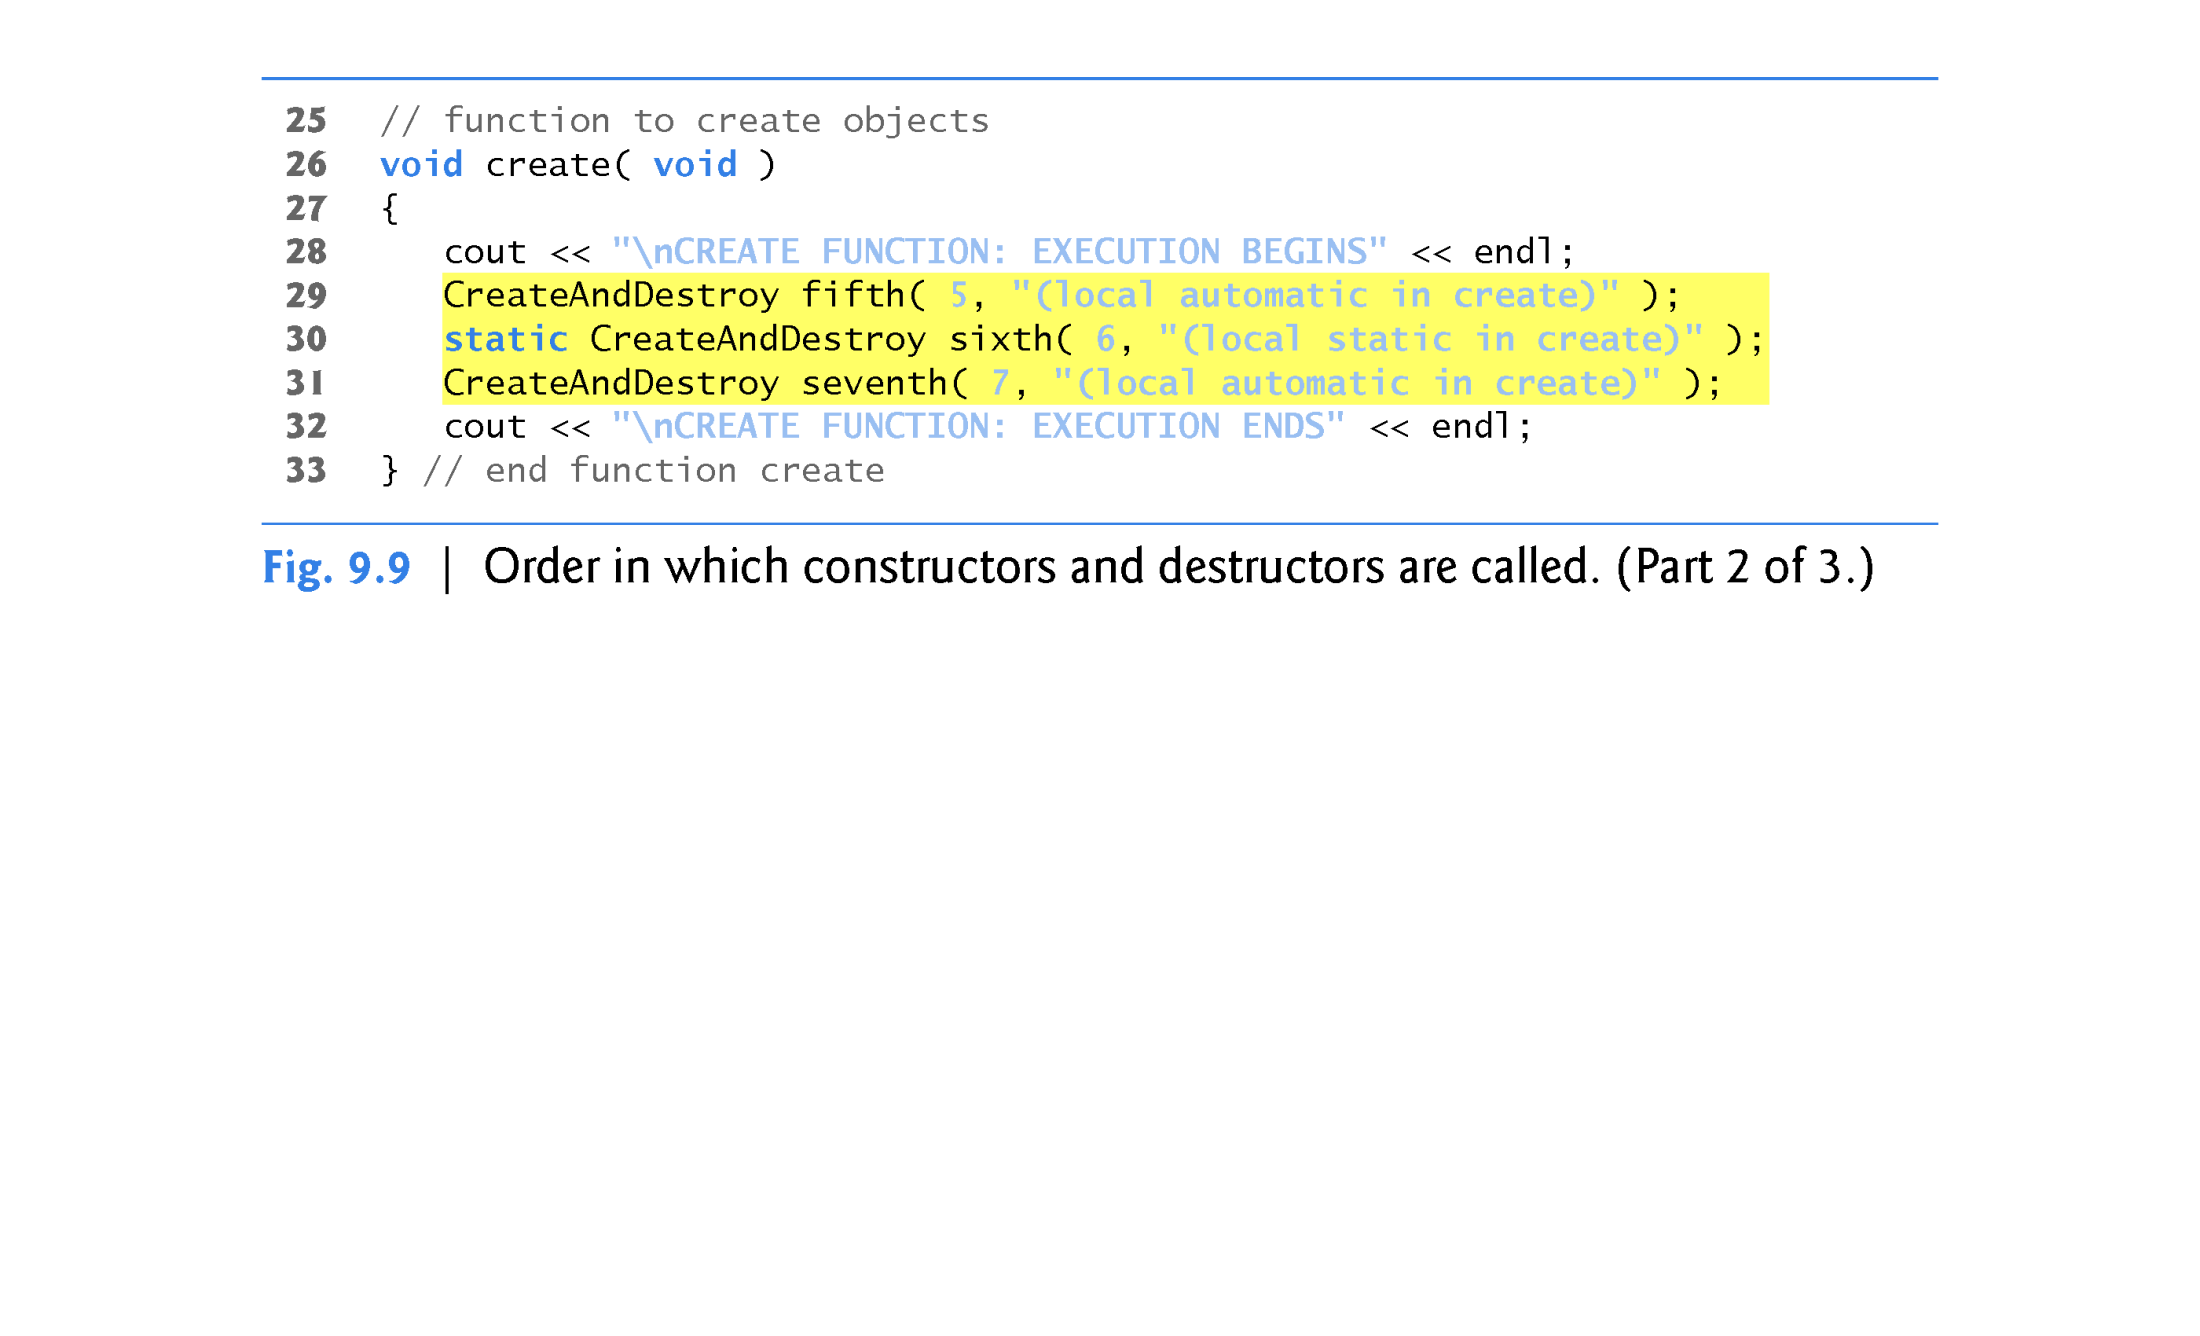 25 // function to create objects
26 void create( void )
27 {
28 cout << "\nCREATE FUNCTION: EXECUTION BEGINS" << endl;
29 CreateAndDestroy fifth( 5, "(local automatic in create)" );
30 static CreateAndDestroy sixth( 6, "(local static in create)" );
31 CreateAndDestroy seventh( 7, "(local automatic in create)" );
32 cout << "\nCREATE FUNCTION: EXECUTION ENDS" << endl;
33 } // end function create
Fig. 9.9 | Order in which constructors and destructors are called. (Part 2 of 3.)